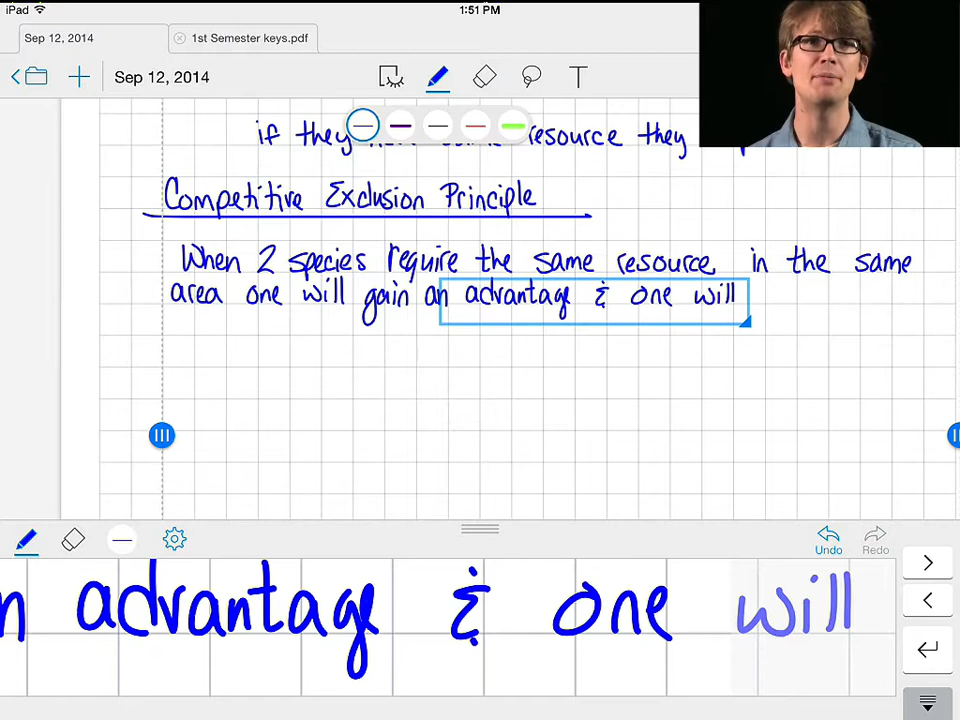 iPad 1:51 PM
Sep 12, 2014 1st Semester keys.pdf
Sep 12, 2014 T
if they resource they
Competitive Exclusion Principle
When 2 species require the same resource in the same
area one will gain an advantage & one will
Undo Redo
n advantage & one will